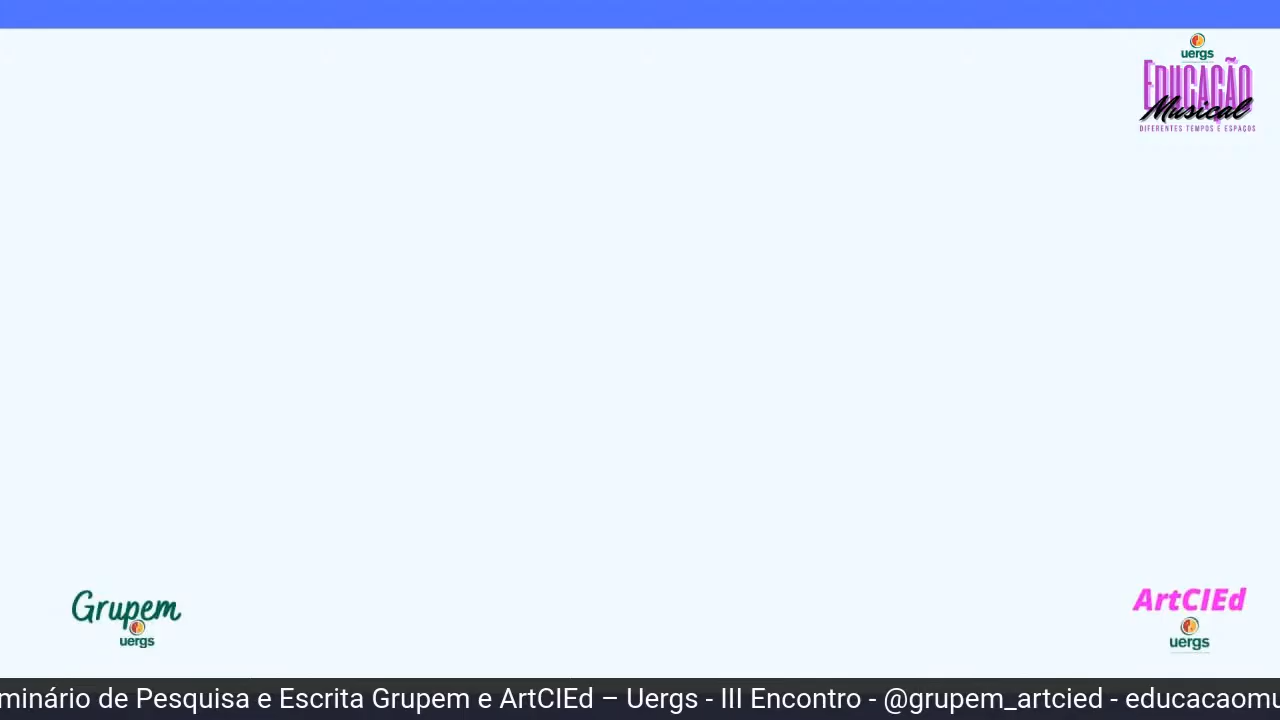 uergs
EDUCAÇÃO
Musical
DIFERENTES TEMPOS E ESPAÇOS
Grupem
uergs
ArtCIEd
uergs
minário de Pesquisa e Escrita Grupem e ArtCIEd – Uergs - III Encontro - @grupem_artcied - educacaomu